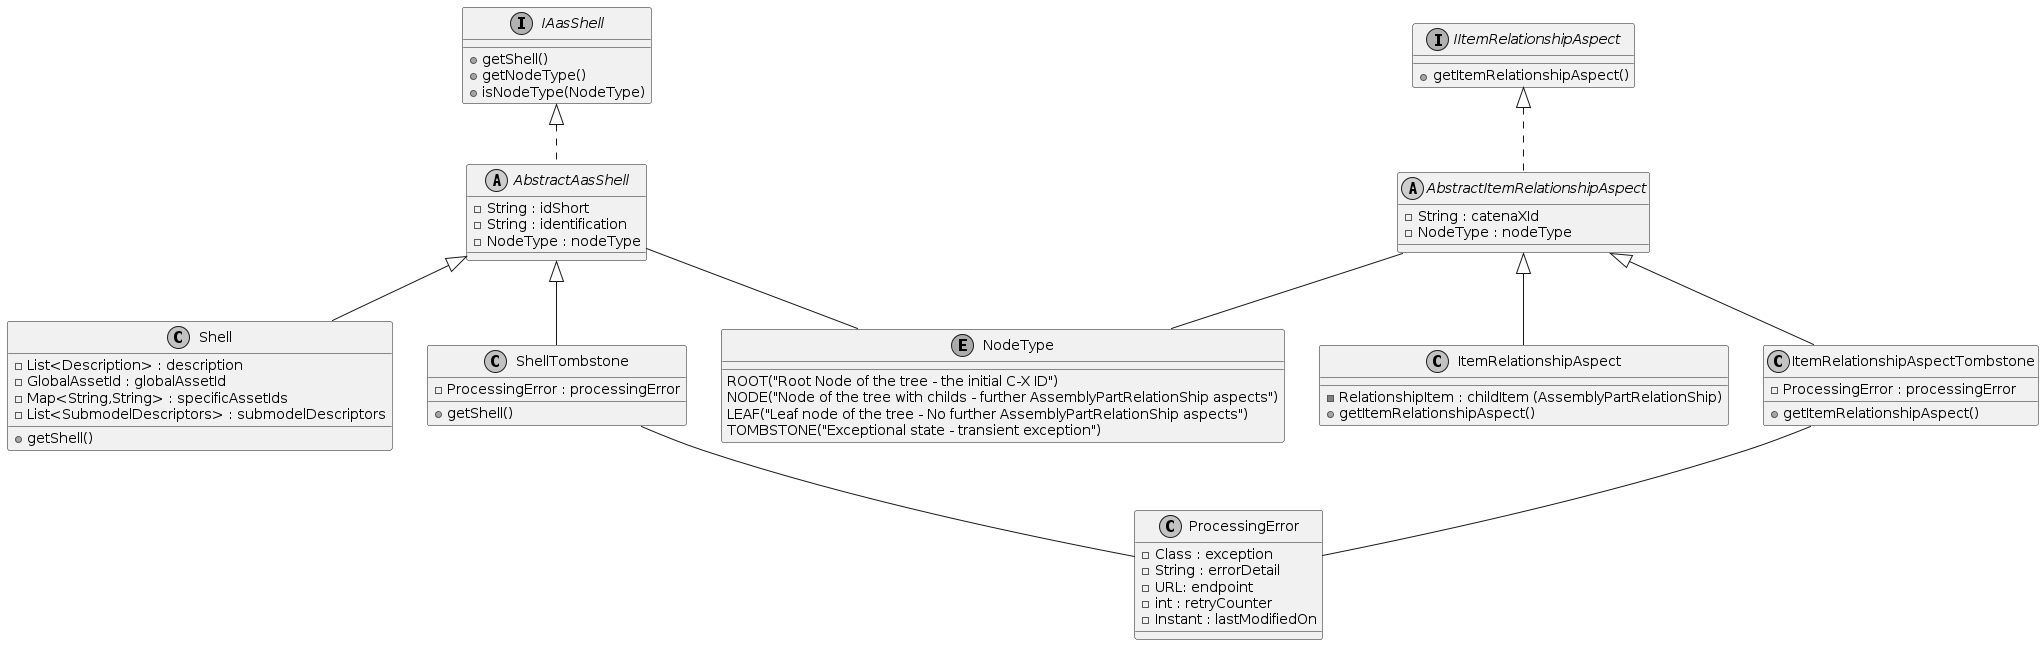 I IAasShell
getShell()
getNodeType()
isNodeType(NodeType)
I IItemRelationshipAspect
getItemRelationshipAspect()
A AbstractAasShell
String : idShort
String : identification
NodeType : nodeType
A AbstractItemRelationshipAspect
String : catenaXId
NodeType : nodeType
C Shell
List<Description> : description
GlobalAssetId : globalAssetId
Map<String,String> : specificAssetIds
List<SubmodelDescriptors> : submodelDescriptors
getShell()
C ShellTombstone
ProcessingError : processingError
getShell()
E NodeType
ROOT("Root Node of the tree - the initial C-X ID")
NODE("Node of the tree with childs - further AssemblyPartRelationShip aspects")
LEAF("Leaf node of the tree - No further AssemblyPartRelationShip aspects")
TOMBSTONE("Exceptional state - transient exception")
C ItemRelationshipAspect
RelationshipItem : childItem (AssemblyPartRelationShip)
getItemRelationshipAspect()
C ItemRelationshipAspectTombstone
ProcessingError : processingError
getItemRelationshipAspect()
C ProcessingError
Class : exception
String : errorDetail
URL: endpoint
int : retryCounter
Instant : lastModifiedOn